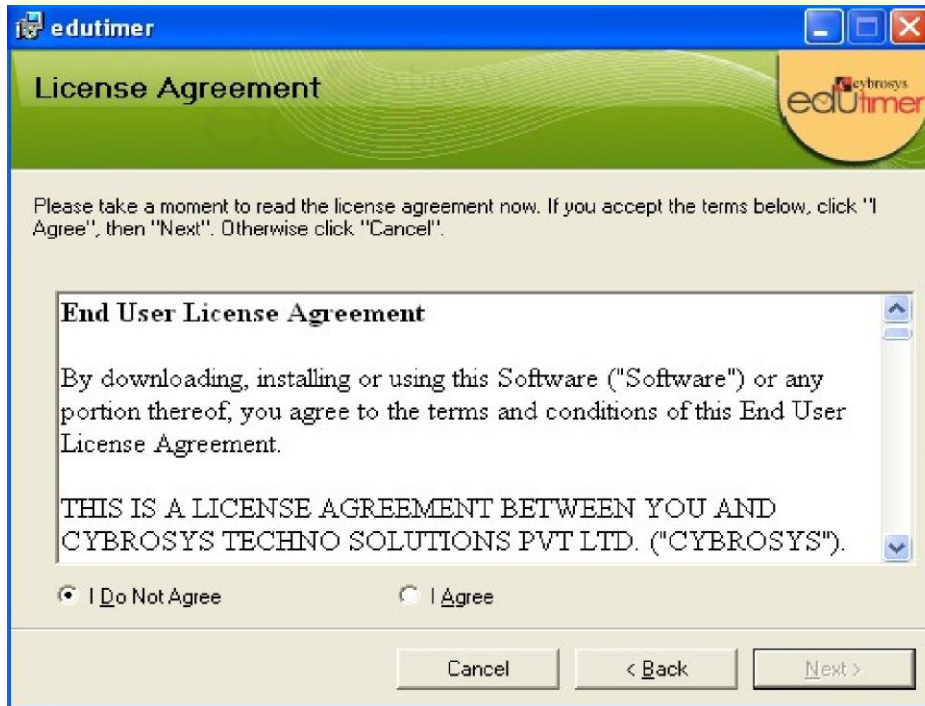 edutimer
License Agreement
cybrosys
edUtimer
Please take a moment to read the license agreement now. If you accept the terms below, click "I
Agree", then "Next". Otherwise click "Cancel".
End User License Agreement
By downloading, installing or using this Software ("Software") or any
portion thereof, you agree to the terms and conditions of this End User
License Agreement.
THIS IS A LICENSE AGREEMENT BETWEEN YOU AND
CYBROSYS TECHNO SOLUTIONS PVT LTD. ("CYBROSYS").
I Do Not Agree
I Agree
Cancel
< Back
Next >